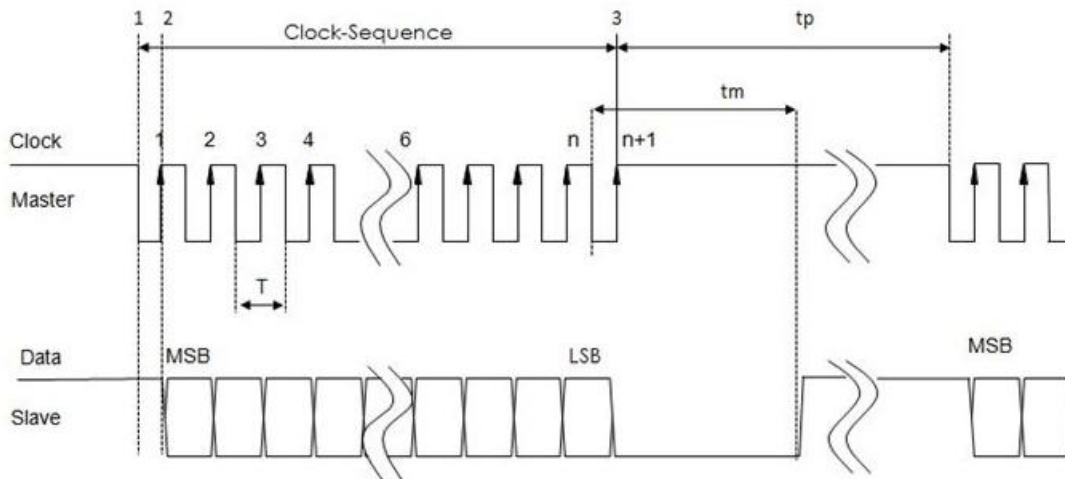 1 2 3 tp
Clock-Sequence
tm
Clock 1 2 3 4 6 n n+1
Master
T
Data MSB LSB MSB
Slave